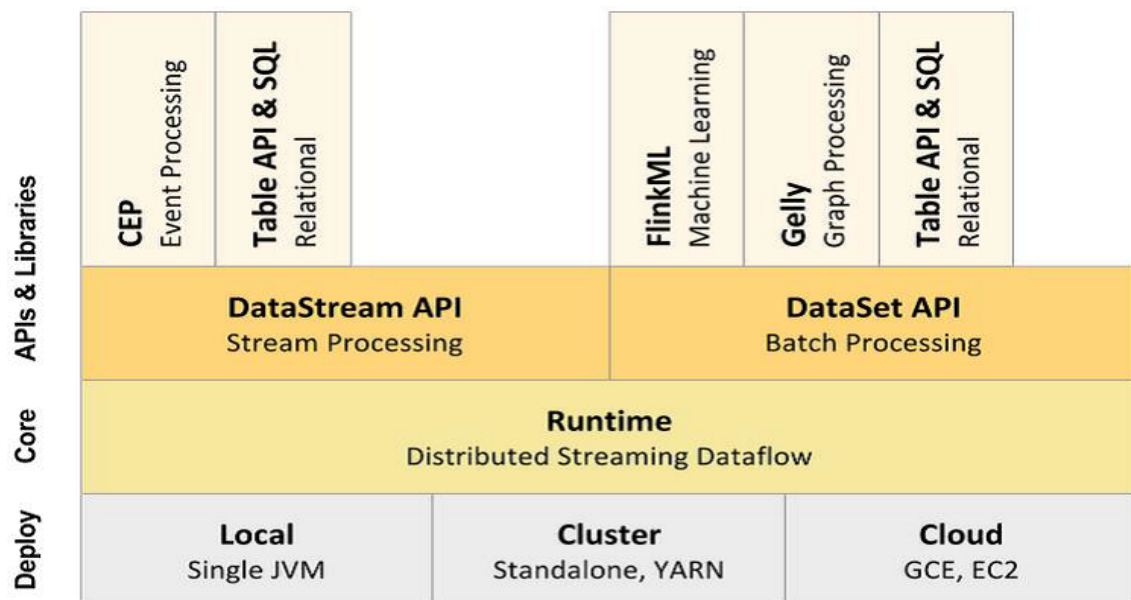 APIs & Libraries
CEP
Event Processing
Table API & SQL
Relational
FlinkML
Machine Learning
Gelly
Graph Processing
Table API & SQL
Relational
DataStream API
Stream Processing
DataSet API
Batch Processing
Core
Runtime
Distributed Streaming Dataflow
Deploy
Local
Single JVM
Cluster
Standalone, YARN
Cloud
GCE, EC2